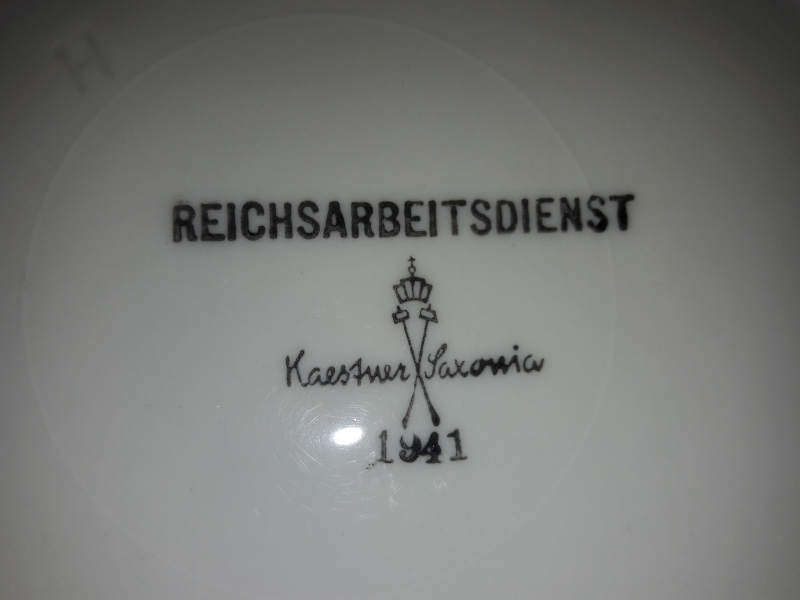 H
REICHSARBEITSDIENST
Kaestner Saxonia
1941